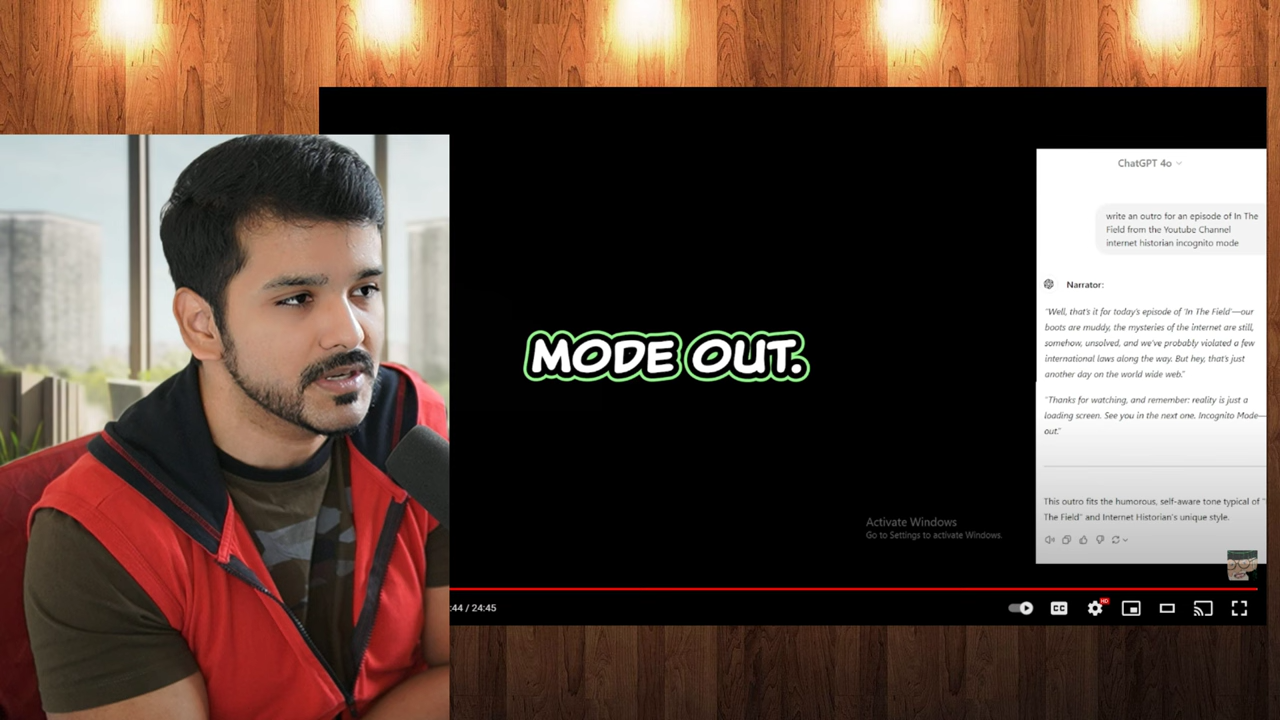 ChatGPT 4o
write an outro for an episode of In The
Field from the Youtube Channel
internet historian incognito mode
Narrator:
"Well, that's it for today's episode of 'In The Field'—our
boots are muddy, the mysteries of the internet are still,
somehow, unsolved, and we've probably violated a few
international laws along the way. But hey, that's just
another day on the world wide web."
"Thanks for watching, and remember: reality is just a
loading screen. See you in the next one. Incognito Mode—
out."
This outro fits the humorous, self-aware tone typical of "
The Field" and Internet Historian's unique style.
MODE OUT.
Activate Windows
Go to Settings to activate Windows.
:44 / 24:45
CC
HD